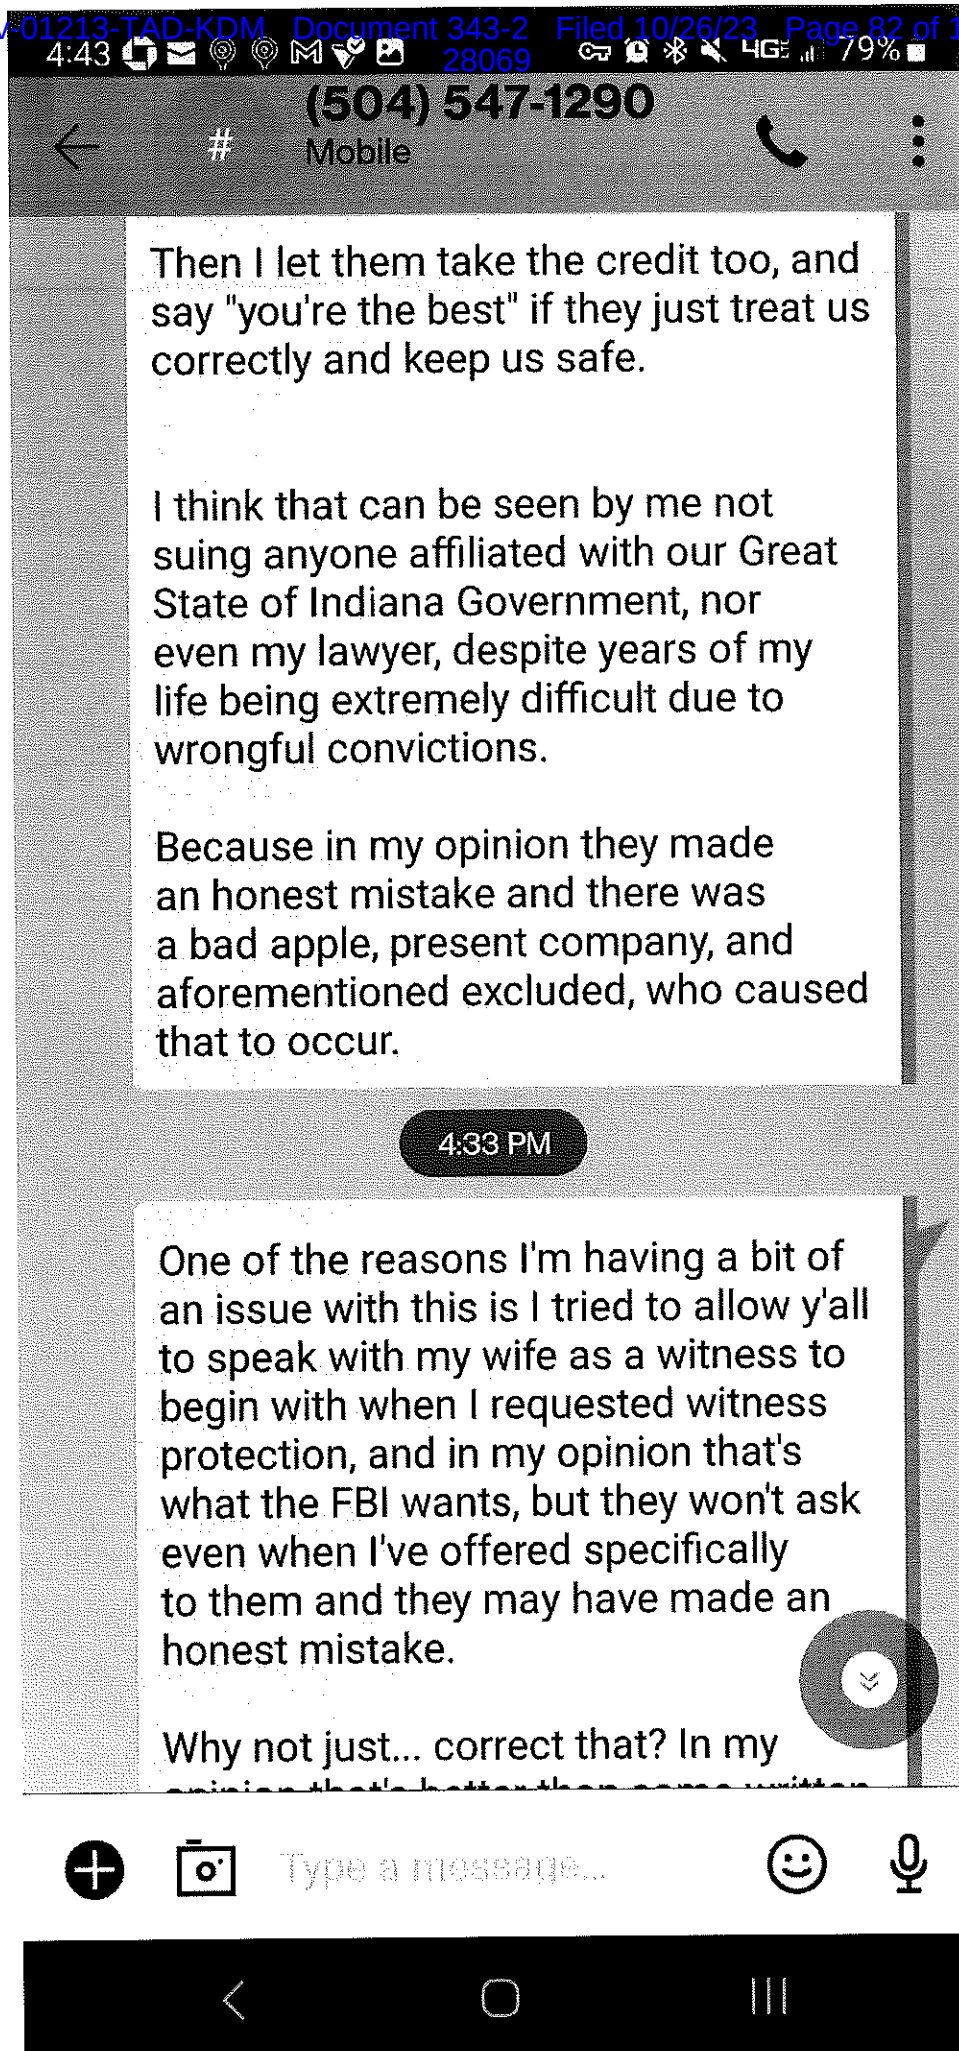 V-01213-TAD-KDM Document 343-2 Filed 10/26/23 Page 82 of 1
28069
4:43 4GE 79%
(504) 547-1290
#
Mobile
Then I let them take the credit too, and
say "you're the best" if they just treat us
correctly and keep us safe.
I think that can be seen by me not
suing anyone affiliated with our Great
State of Indiana Government, nor
even my lawyer, despite years of my
life being extremely difficult due to
wrongful convictions.
Because in my opinion they made
an honest mistake and there was
a bad apple, present company, and
aforementioned excluded, who caused
that to occur.
4:33 PM
One of the reasons I'm having a bit of
an issue with this is I tried to allow y'all
to speak with my wife as a witness to
begin with when I requested witness
protection, and in my opinion that's
what the FBI wants, but they won't ask
even when I've offered specifically
to them and they may have made an
honest mistake.
Why not just... correct that? In my
opinion that's better than some written
Type a message...